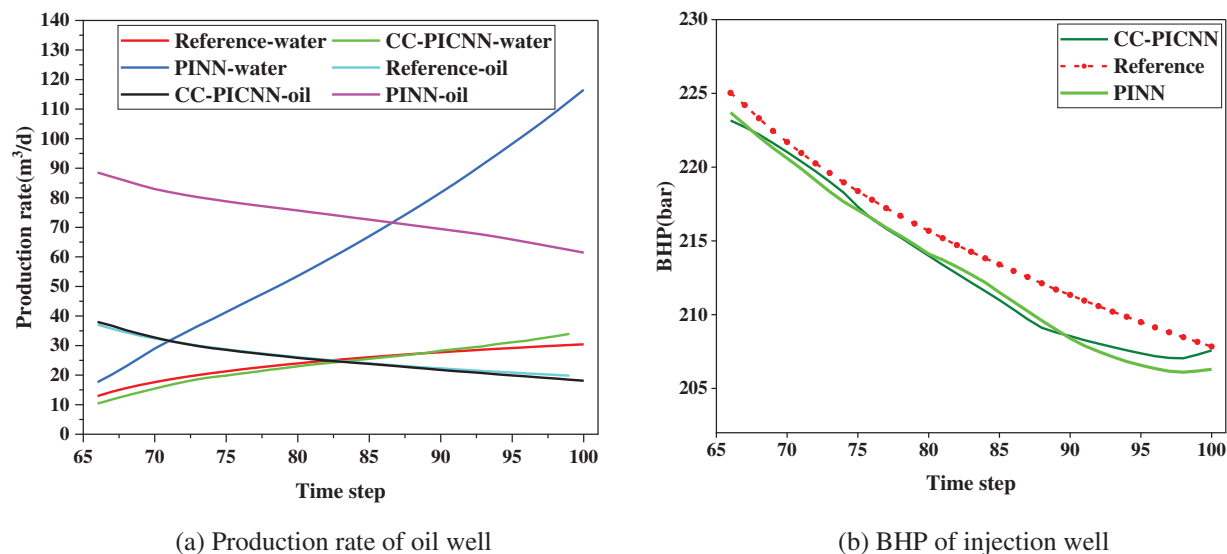 140
130
120
110
100
90
80
70
60
50
40
30
20
10
0
Production rate(m³/d)
Reference-water
CC-PICNN-water
PINN-water
Reference-oil
CC-PICNN-oil
PINN-oil
65 70 75 80 85 90 95 100
Time step
(a) Production rate of oil well
230
225
220
215
210
205
BHP(bar)
CC-PICNN
Reference
PINN
65 70 75 80 85 90 95 100
Time step
(b) BHP of injection well